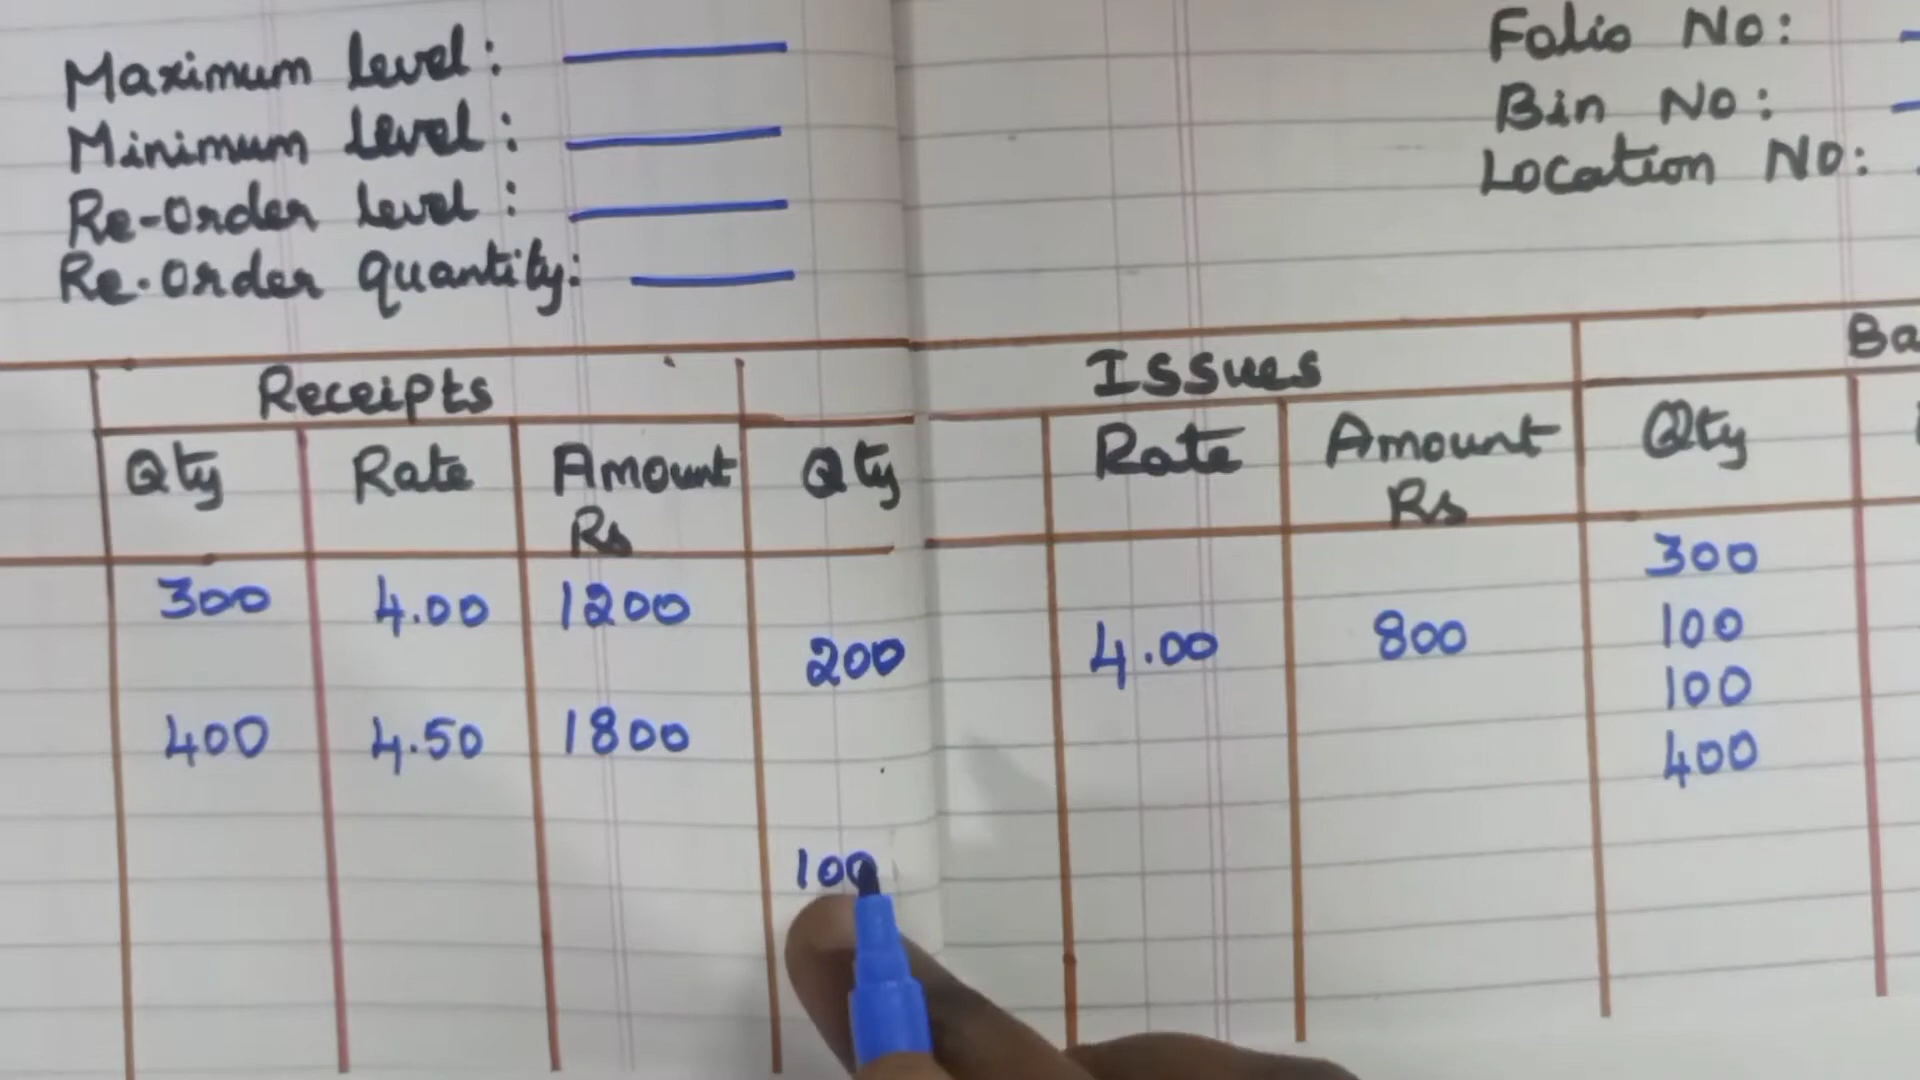 Maximum level:
Minimum level:
Re-Order level:
Re-Order quantity:
Folio No:
Bin No:
Location No:
Receipts Issues
Qty Rate Amount Rs Qty Rate Amount Rs Qty
300 4.00 1200 300
200 4.00 800 100
100
400 4.50 1800 400
100